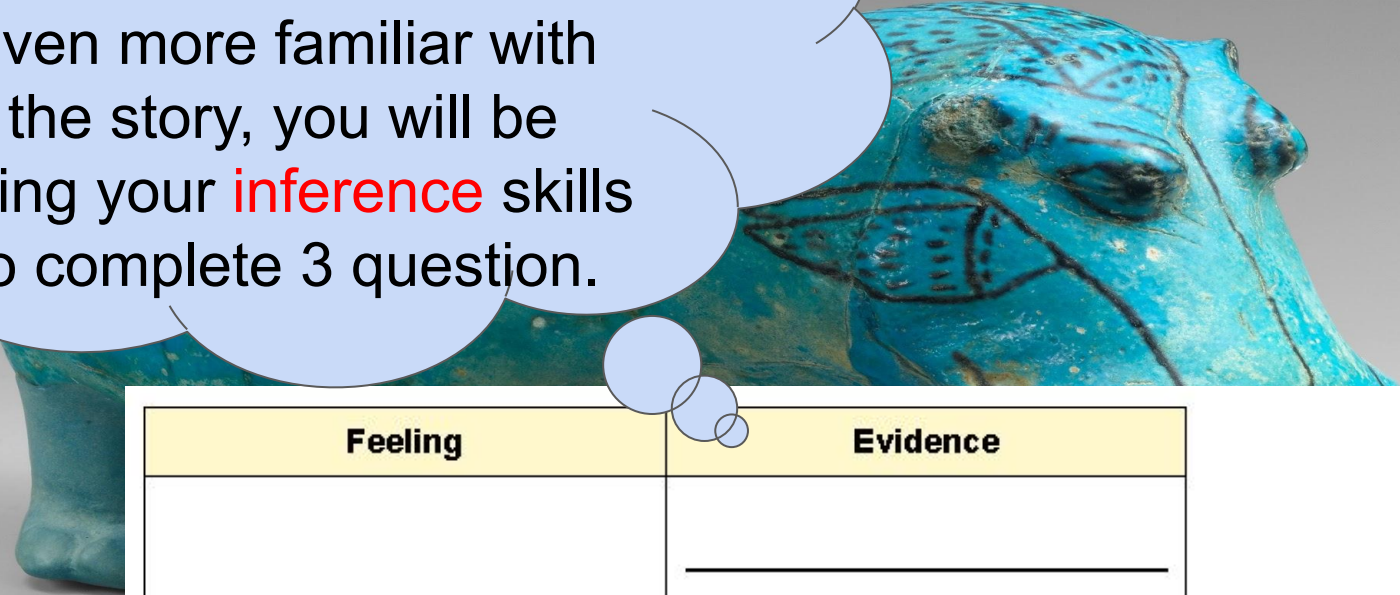 ven more familiar with
the story, you will be
ing your inference skills
o complete 3 question.
Feeling Evidence